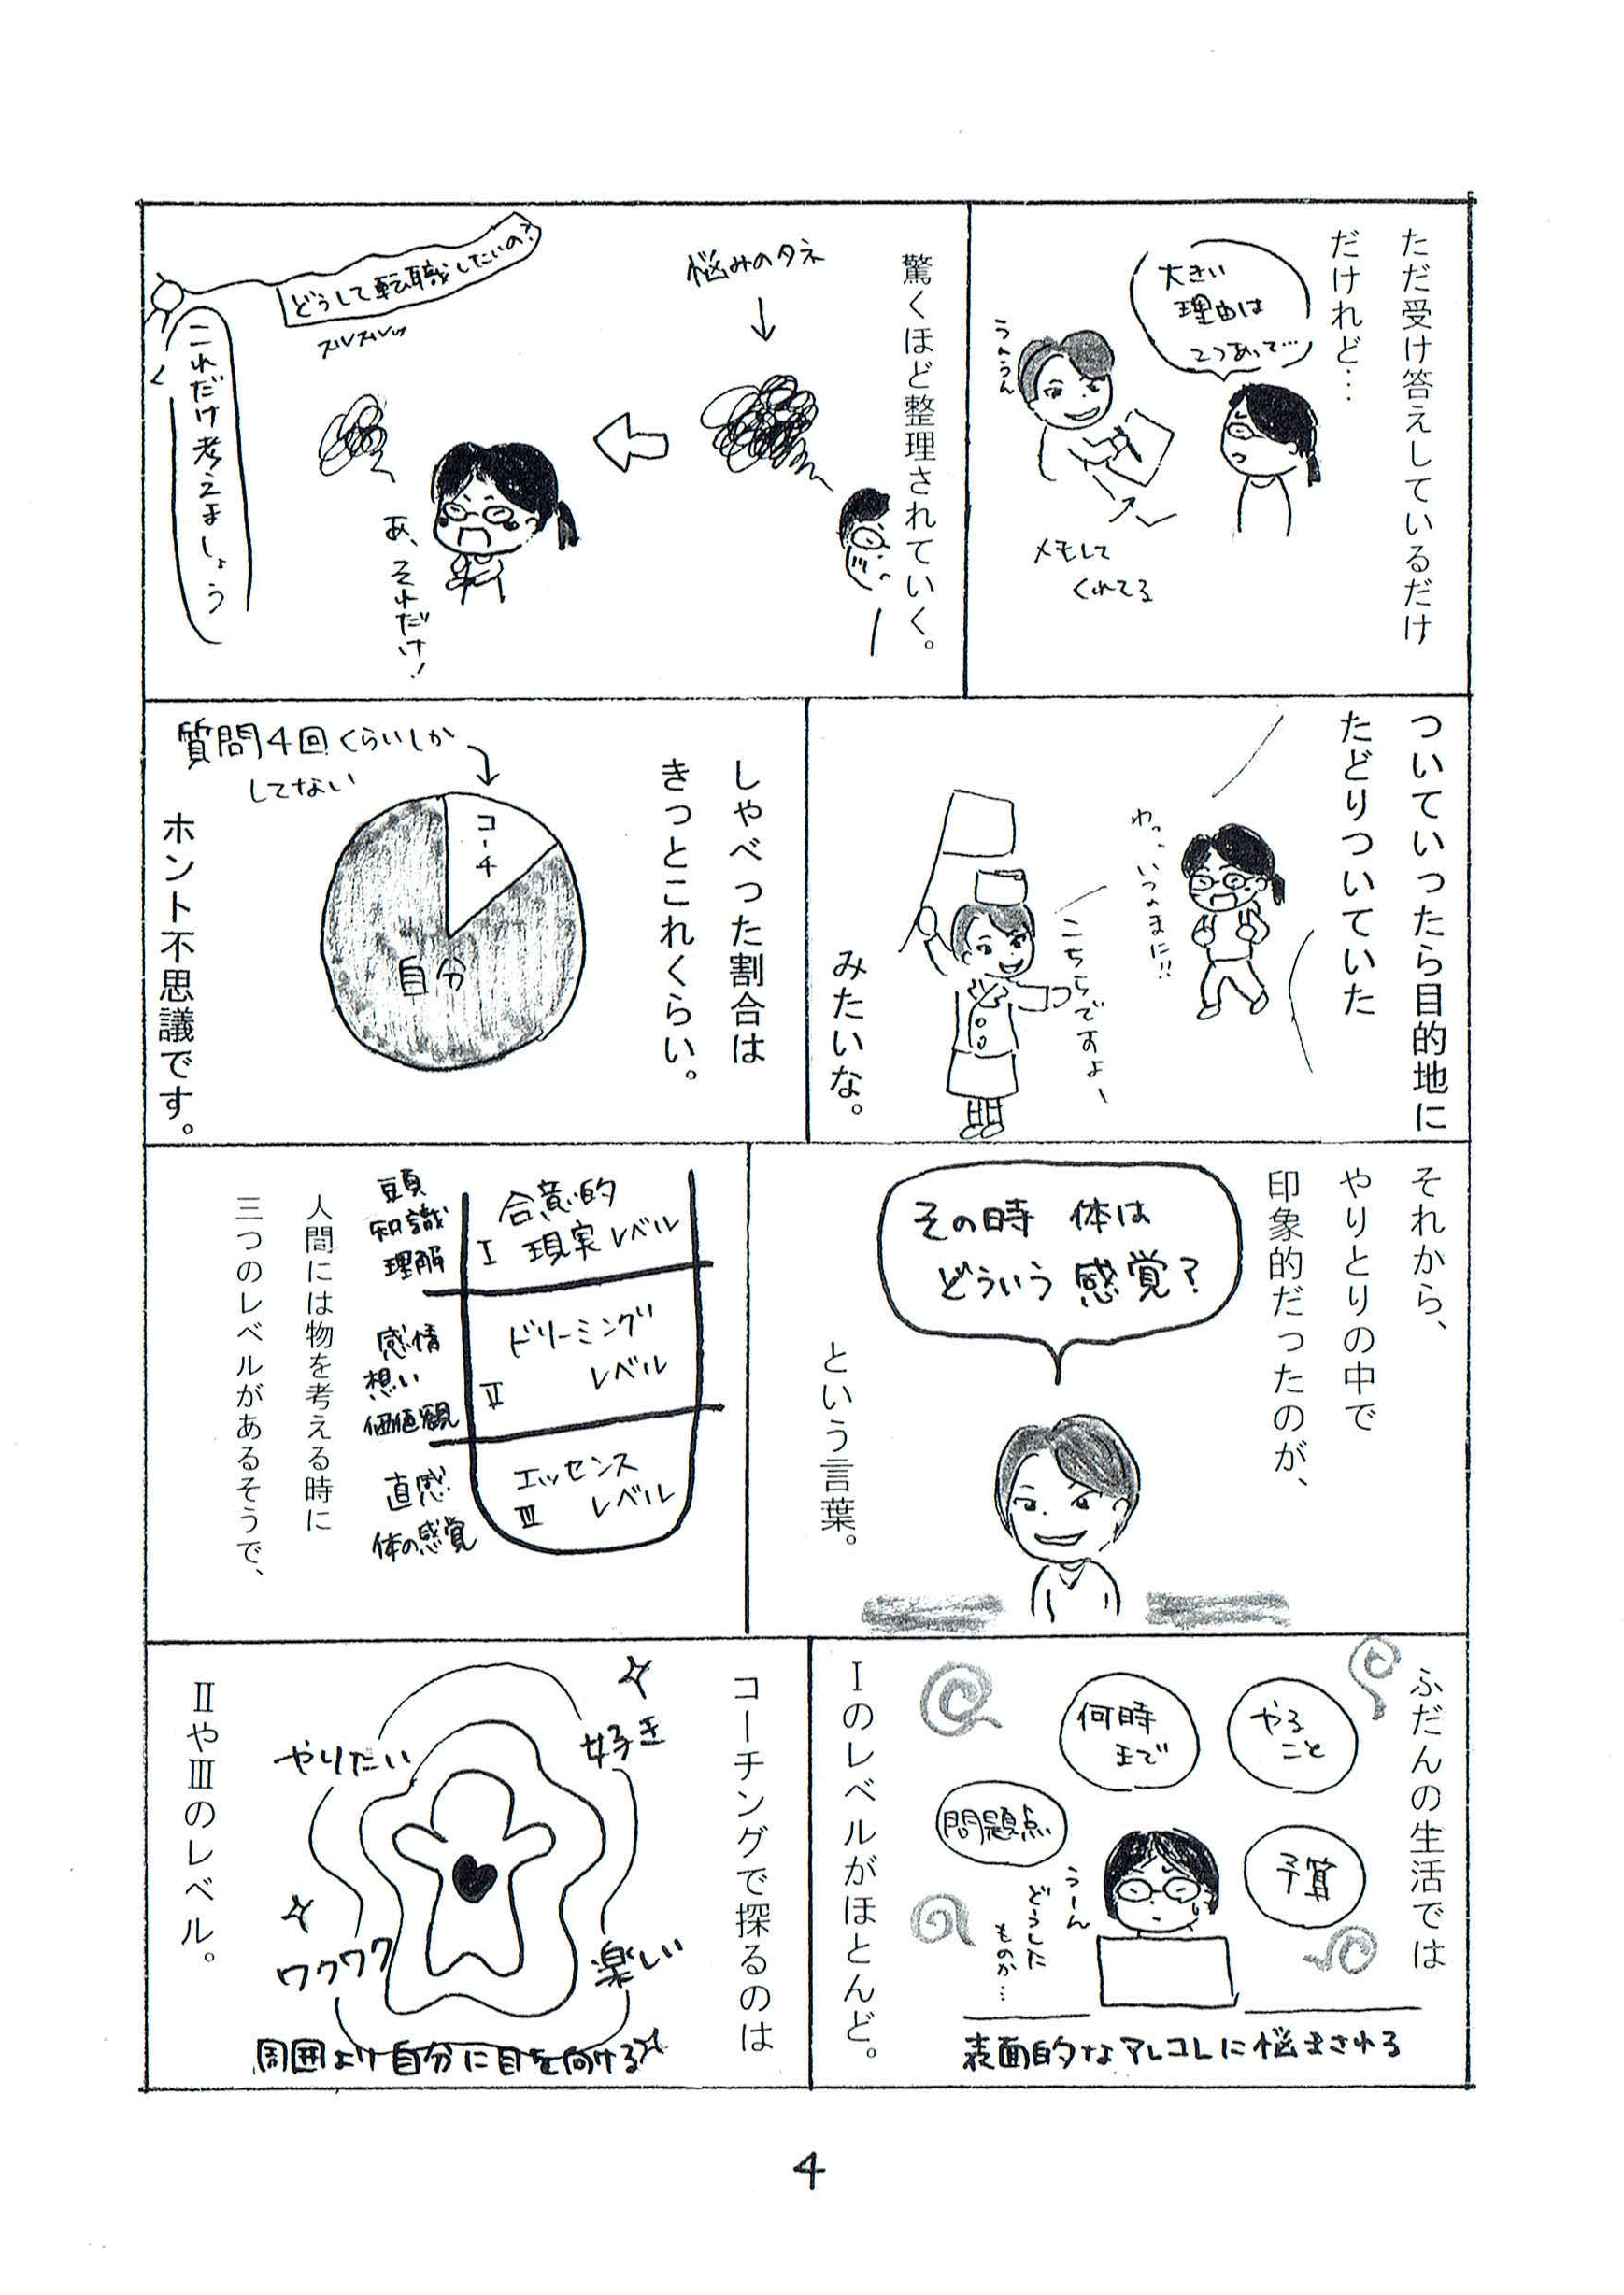 ただ受け答えしているだけ
だけれど…
大きい
理由は
2つあって…
うんうん
メモして
くれてる
驚くほど整理されていく。
悩みのタネ
どうして転職したいの?
ズルズルッ
あ、それだけ!
これだけ考えましょう
ついていったら目的地に
たどりついていた
わっ、いつのまに!!
こちらですよー
みたいな。
しゃべった割合は
きっとこれくらい。
質問4回くらいしか
してない
コーチ
自分
ホント不思議です。
それから、
やりとりの中で
印象的だったのが、
その時 体は
どういう感覚?
という言葉。
合意的
I 現実レベル
ドリーミング
II レベル
エッセンス
III レベル
頭
知識
理解
感情
想い
価値観
直感
体の感覚
人間には物を考える時に
三つのレベルがあるそうで、
ふだんの生活では
やる
こと
何時
まで
問題点
予算
うーん
どうした
ものか…
表面的なアレコレに悩まされる
Ⅰのレベルがほとんど。
コーチングで探るのは
好き
やりたい
楽しい
ワクワク
周囲より自分に目を向ける
ⅡやⅢのレベル。
4